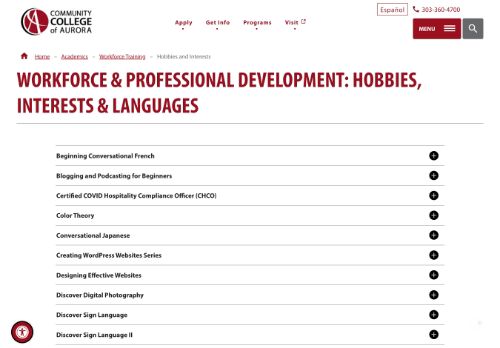 COMMUNITY
COLLEGE
of AURORA
Español
303-360-4700
Apply
Get Info
Programs
Visit
MENU
Home
Academics
Workforce Training
Hobbies and Interests
WORKFORCE & PROFESSIONAL DEVELOPMENT: HOBBIES,
INTERESTS & LANGUAGES
Beginning Conversational French
Blogging and Podcasting for Beginners
Certified COVID Hospitality Compliance Officer (CHCO)
Color Theory
Conversational Japanese
Creating WordPress Websites Series
Designing Effective Websites
Discover Digital Photography
Discover Sign Language
Discover Sign Language II